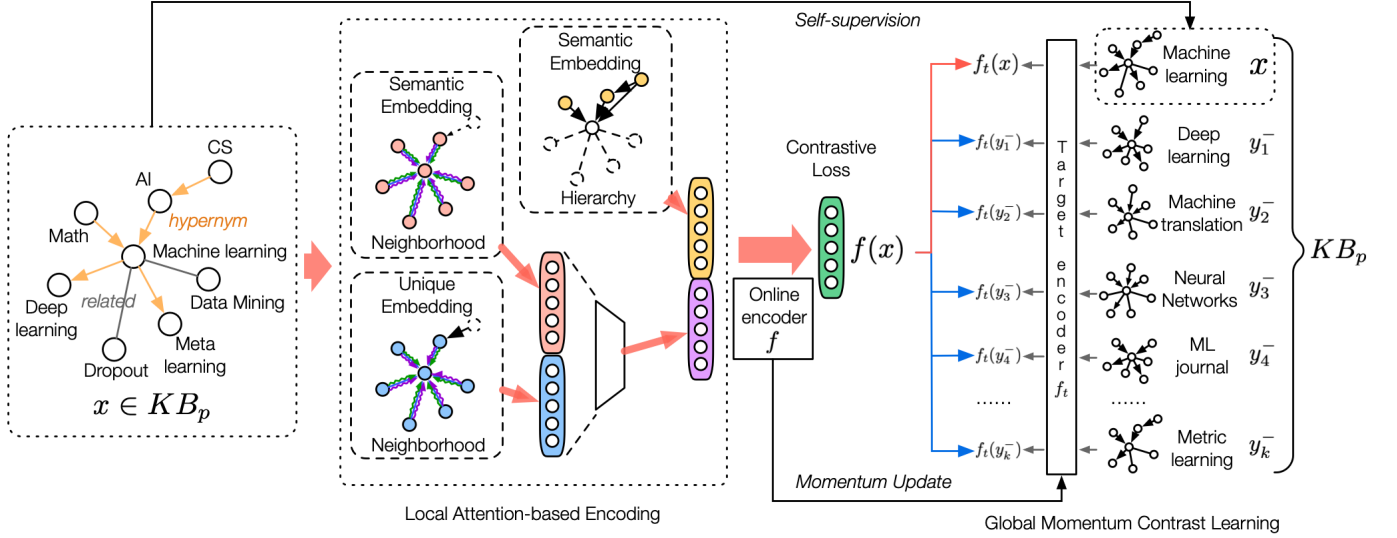 CS
AI
hypernym
Math
Machine learning
Deep
learning
related
Data Mining
Meta
learning
Dropout
x ∈ KB_p
Semantic
Embedding
Neighborhood
Unique
Embedding
Neighborhood
Semantic
Embedding
Hierarchy
Local Attention-based Encoding
Contrastive
Loss
Online
encoder
f
f(x)
Self-supervision
Momentum Update
f_t(x)
f_t(y_1^-)
f_t(y_2^-)
f_t(y_3^-)
f_t(y_4^-)
......
f_t(y_k^-)
Target encoder f_t
Machine
learning
x
Deep
learning
y_1^-
Machine
translation
y_2^-
Neural
Networks
y_3^-
ML
journal
y_4^-
......
Metric
learning
y_k^-
KB_p
Global Momentum Contrast Learning